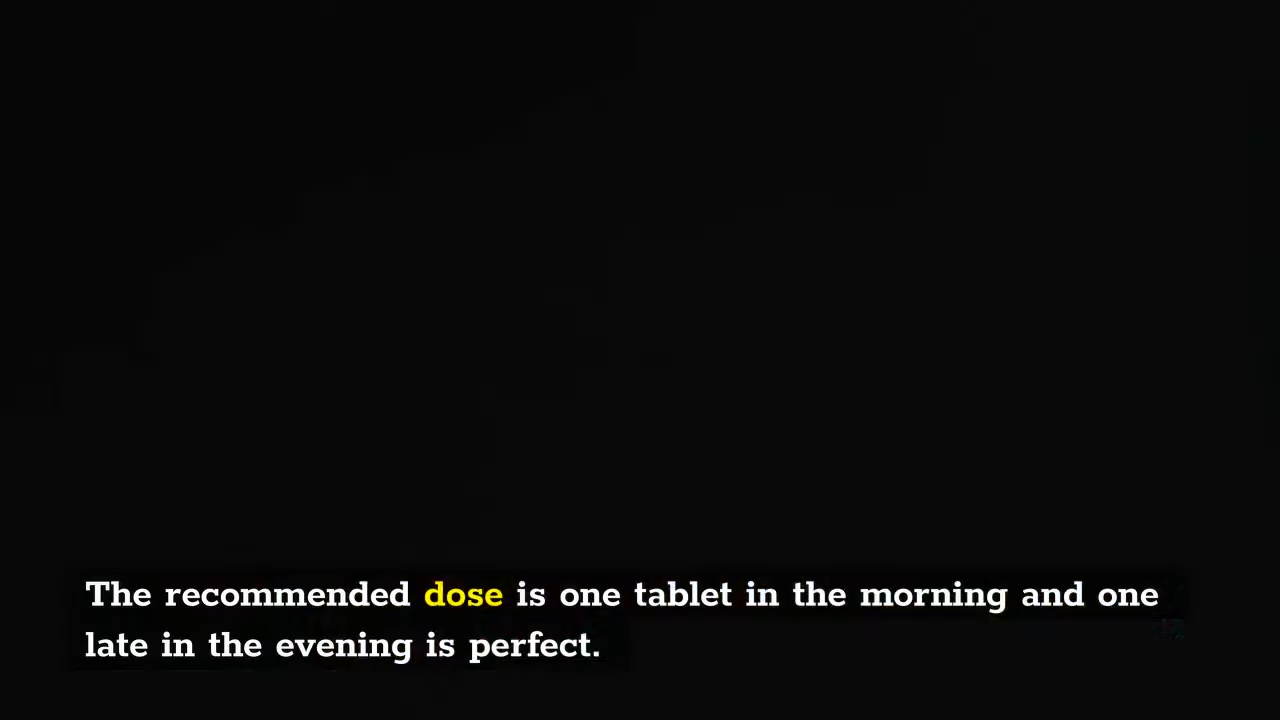 The recommended dose is one tablet in the morning and one
late in the evening is perfect.